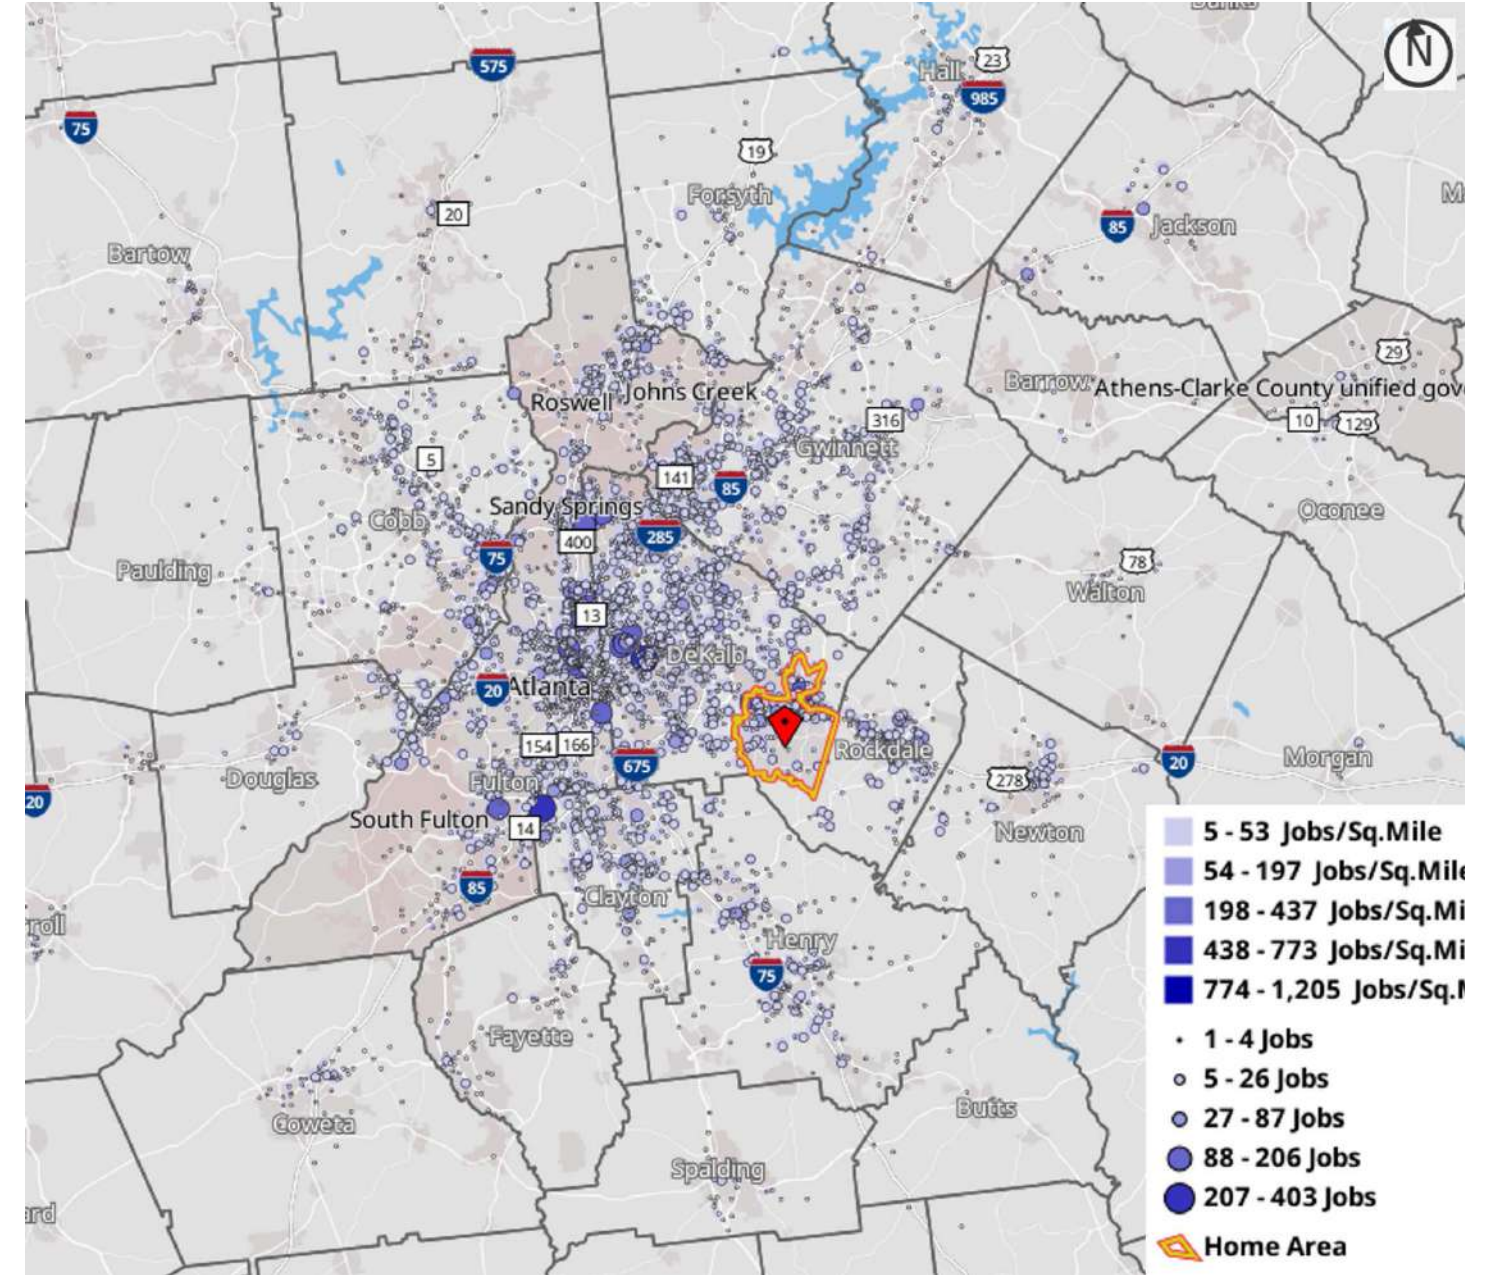 N
23
Hall
575
985
75
19
Forsyth
20
85
Jackson
Bartow
29
Barrow
Athens-Clarke County unified gov
Roswell
Johns Creek
316
10
129
5
Gwinnett
141
85
Sandy Springs
Cobb
400
285
Oconee
75
Paulding
78
Walton
13
DeKalb
20
Atlanta
154
166
Rockdale
675
20
Morgan
Douglas
Fulton
278
20
South Fulton
14
Newton
85
Clayton
Henry
75
Fayette
Coweta
Butts
Spalding
5 - 53 Jobs/Sq.Mile
54 - 197 Jobs/Sq.Mile
198 - 437 Jobs/Sq.Mi
438 - 773 Jobs/Sq.Mi
774 - 1,205 Jobs/Sq.M
1 - 4 Jobs
5 - 26 Jobs
27 - 87 Jobs
88 - 206 Jobs
207 - 403 Jobs
Home Area